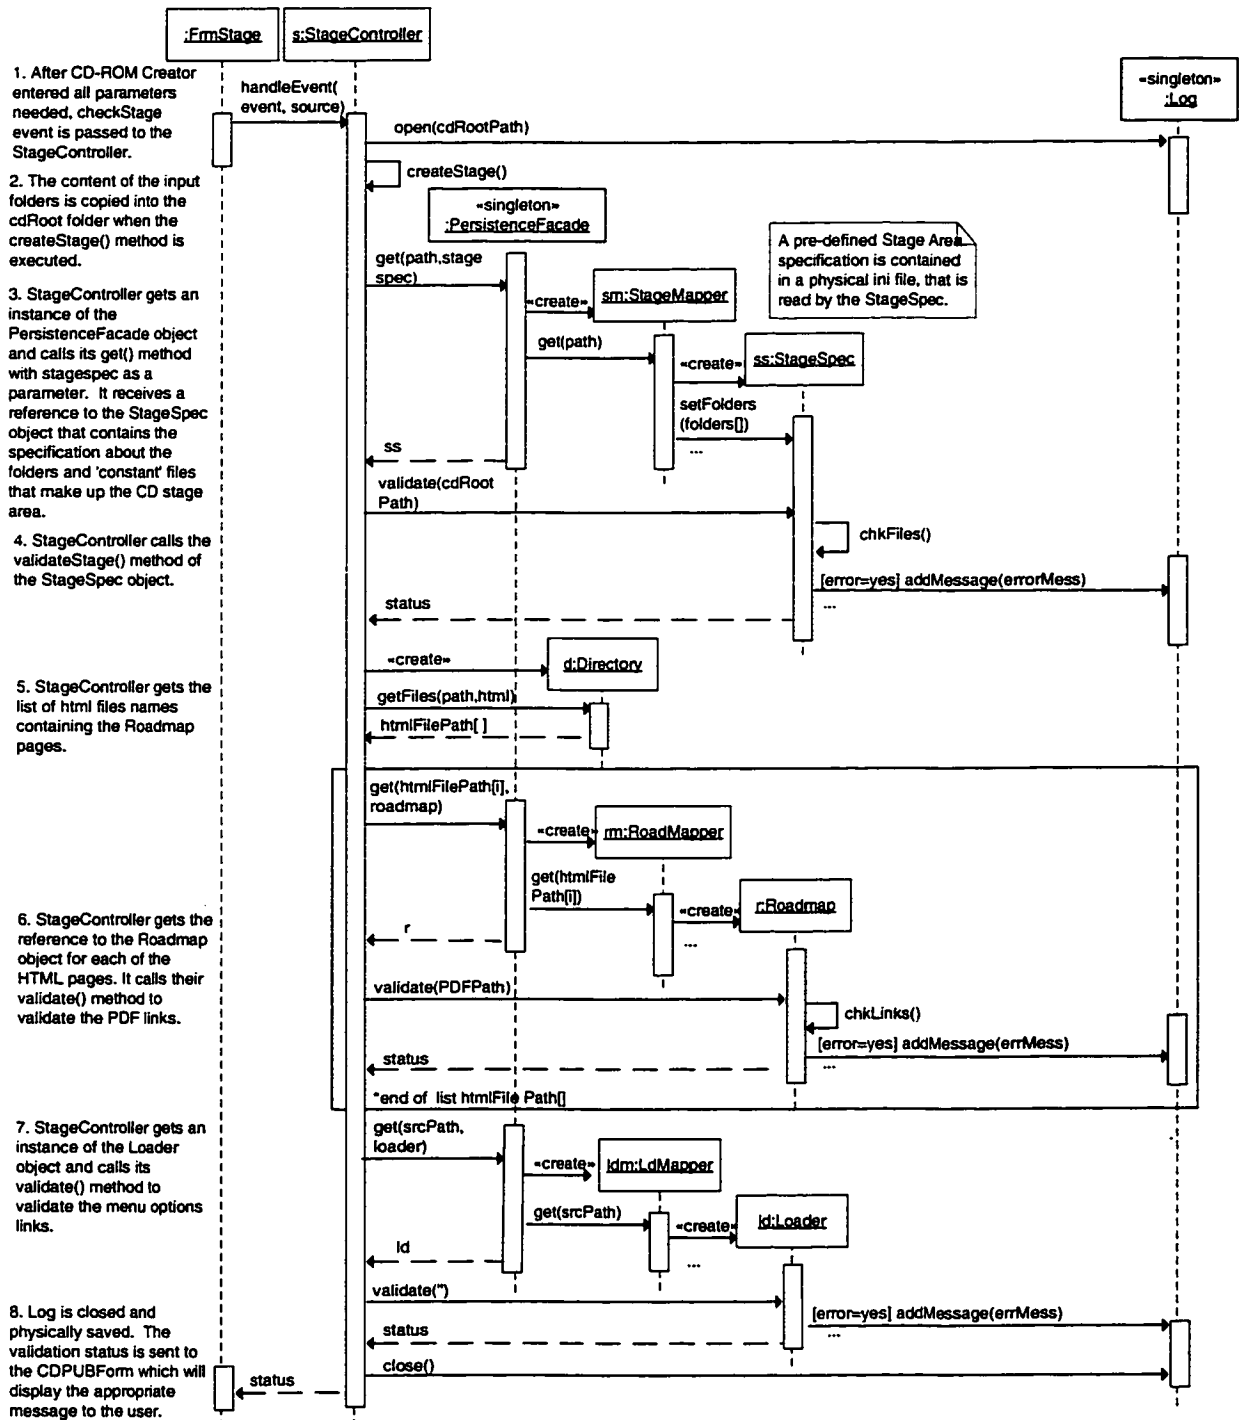 :FrmStage
s:StageController
«singleton»
:Log
1. After CD-ROM Creator
entered all parameters
needed, checkStage
event is passed to the
StageController.
handleEvent(
event, source)
open(cdRootPath)
createStage()
2. The content of the input
folders is copied into the
cdRoot folder when the
createStage() method is
executed.
«singleton»
:PersistenceFacade
A pre-defined Stage Area
specification is contained
in a physical ini file, that is
read by the StageSpec.
get(path,stage
spec)
«create»
sm:StageMapper
3. StageController gets an
instance of the
PersistenceFacade object
and calls its get() method
with stagespec as a
parameter. It receives a
reference to the StageSpec
object that contains the
specification about the
folders and 'constant' files
that make up the CD stage
area.
get(path)
«create»
ss:StageSpec
setFolders
(folders[])
...
ss
validate(cdRoot
Path)
chkFiles()
4. StageController calls the
validateStage() method of
the StageSpec object.
[error=yes] addMessage(errorMess)
...
status
«create»
d:Directory
5. StageController gets the
list of html files names
containing the Roadmap
pages.
getFiles(path,html)
htmlFilePath[ ]
get(htmlFilePath[i],
roadmap)
«create»
rm:RoadMapper
get(htmlFile
Path[i])
«create»
r:Roadmap
...
r
6. StageController gets the
reference to the Roadmap
object for each of the
HTML pages. It calls their
validate() method to
validate the PDF links.
validate(PDFPath)
chkLinks()
[error=yes] addMessage(errMess)
...
status
*end of list htmlFile Path[]
7. StageController gets an
instance of the Loader
object and calls its
validate() method to
validate the menu options
links.
get(srcPath,
loader)
«create»
ldm:LdMapper
get(srcPath)
«create»
ld:Loader
...
ld
validate('')
[error=yes] addMessage(errMess)
...
status
close()
8. Log is closed and
physically saved. The
validation status is sent to
the CDPUBForm which will
display the appropriate
message to the user.
status